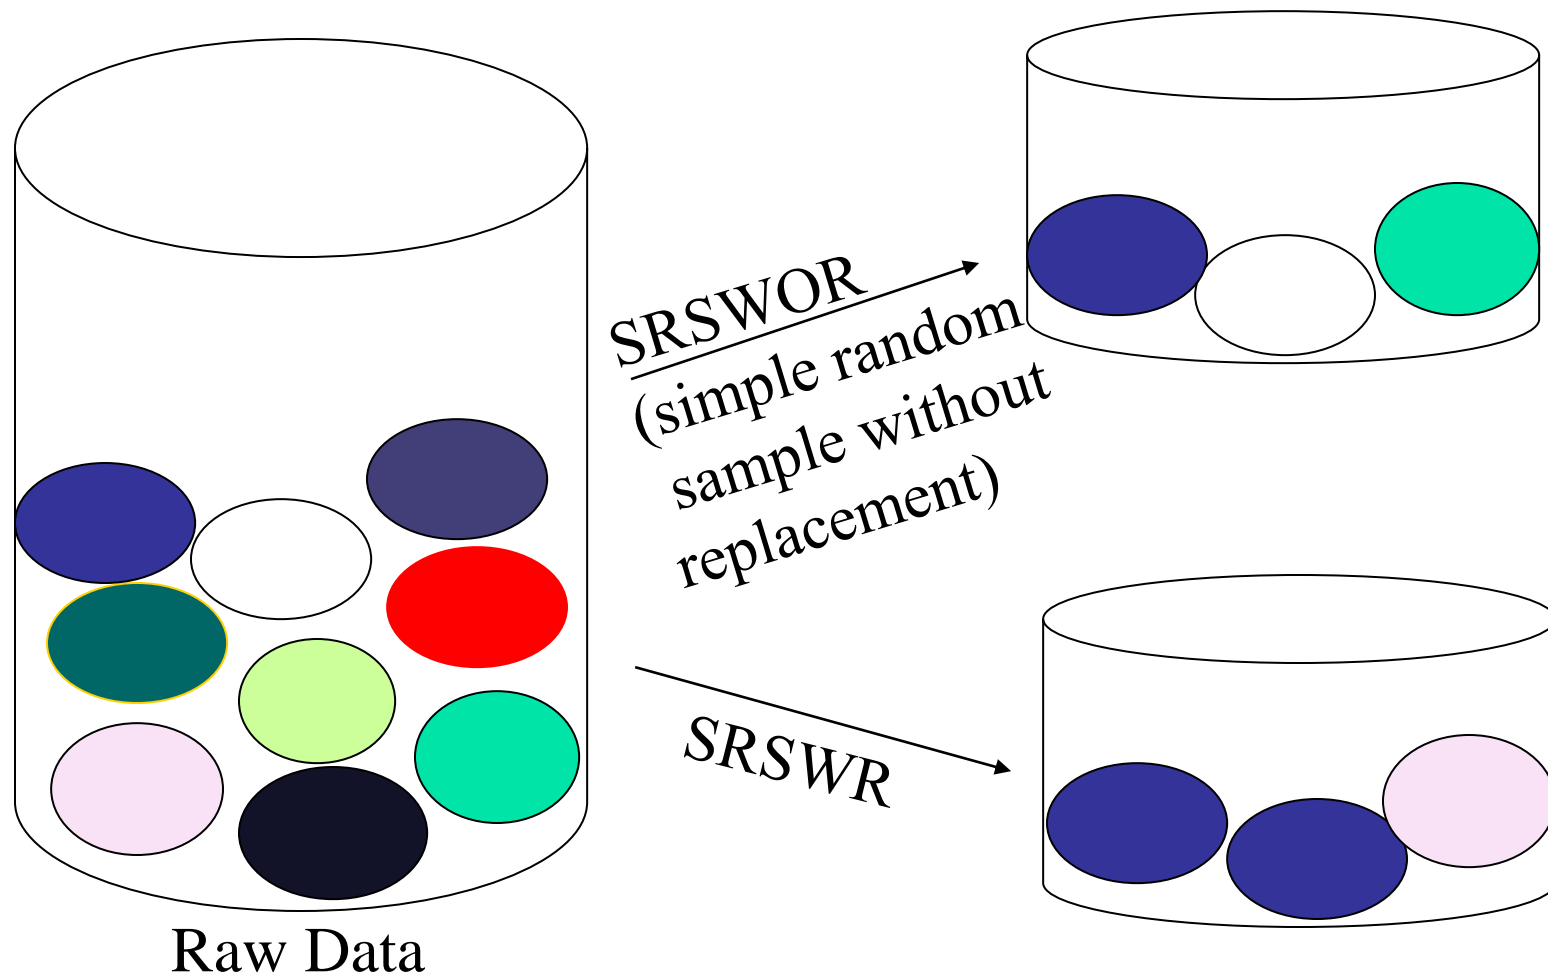 SRSWOR
(simple random
sample without
replacement)
SRSWR
Raw Data